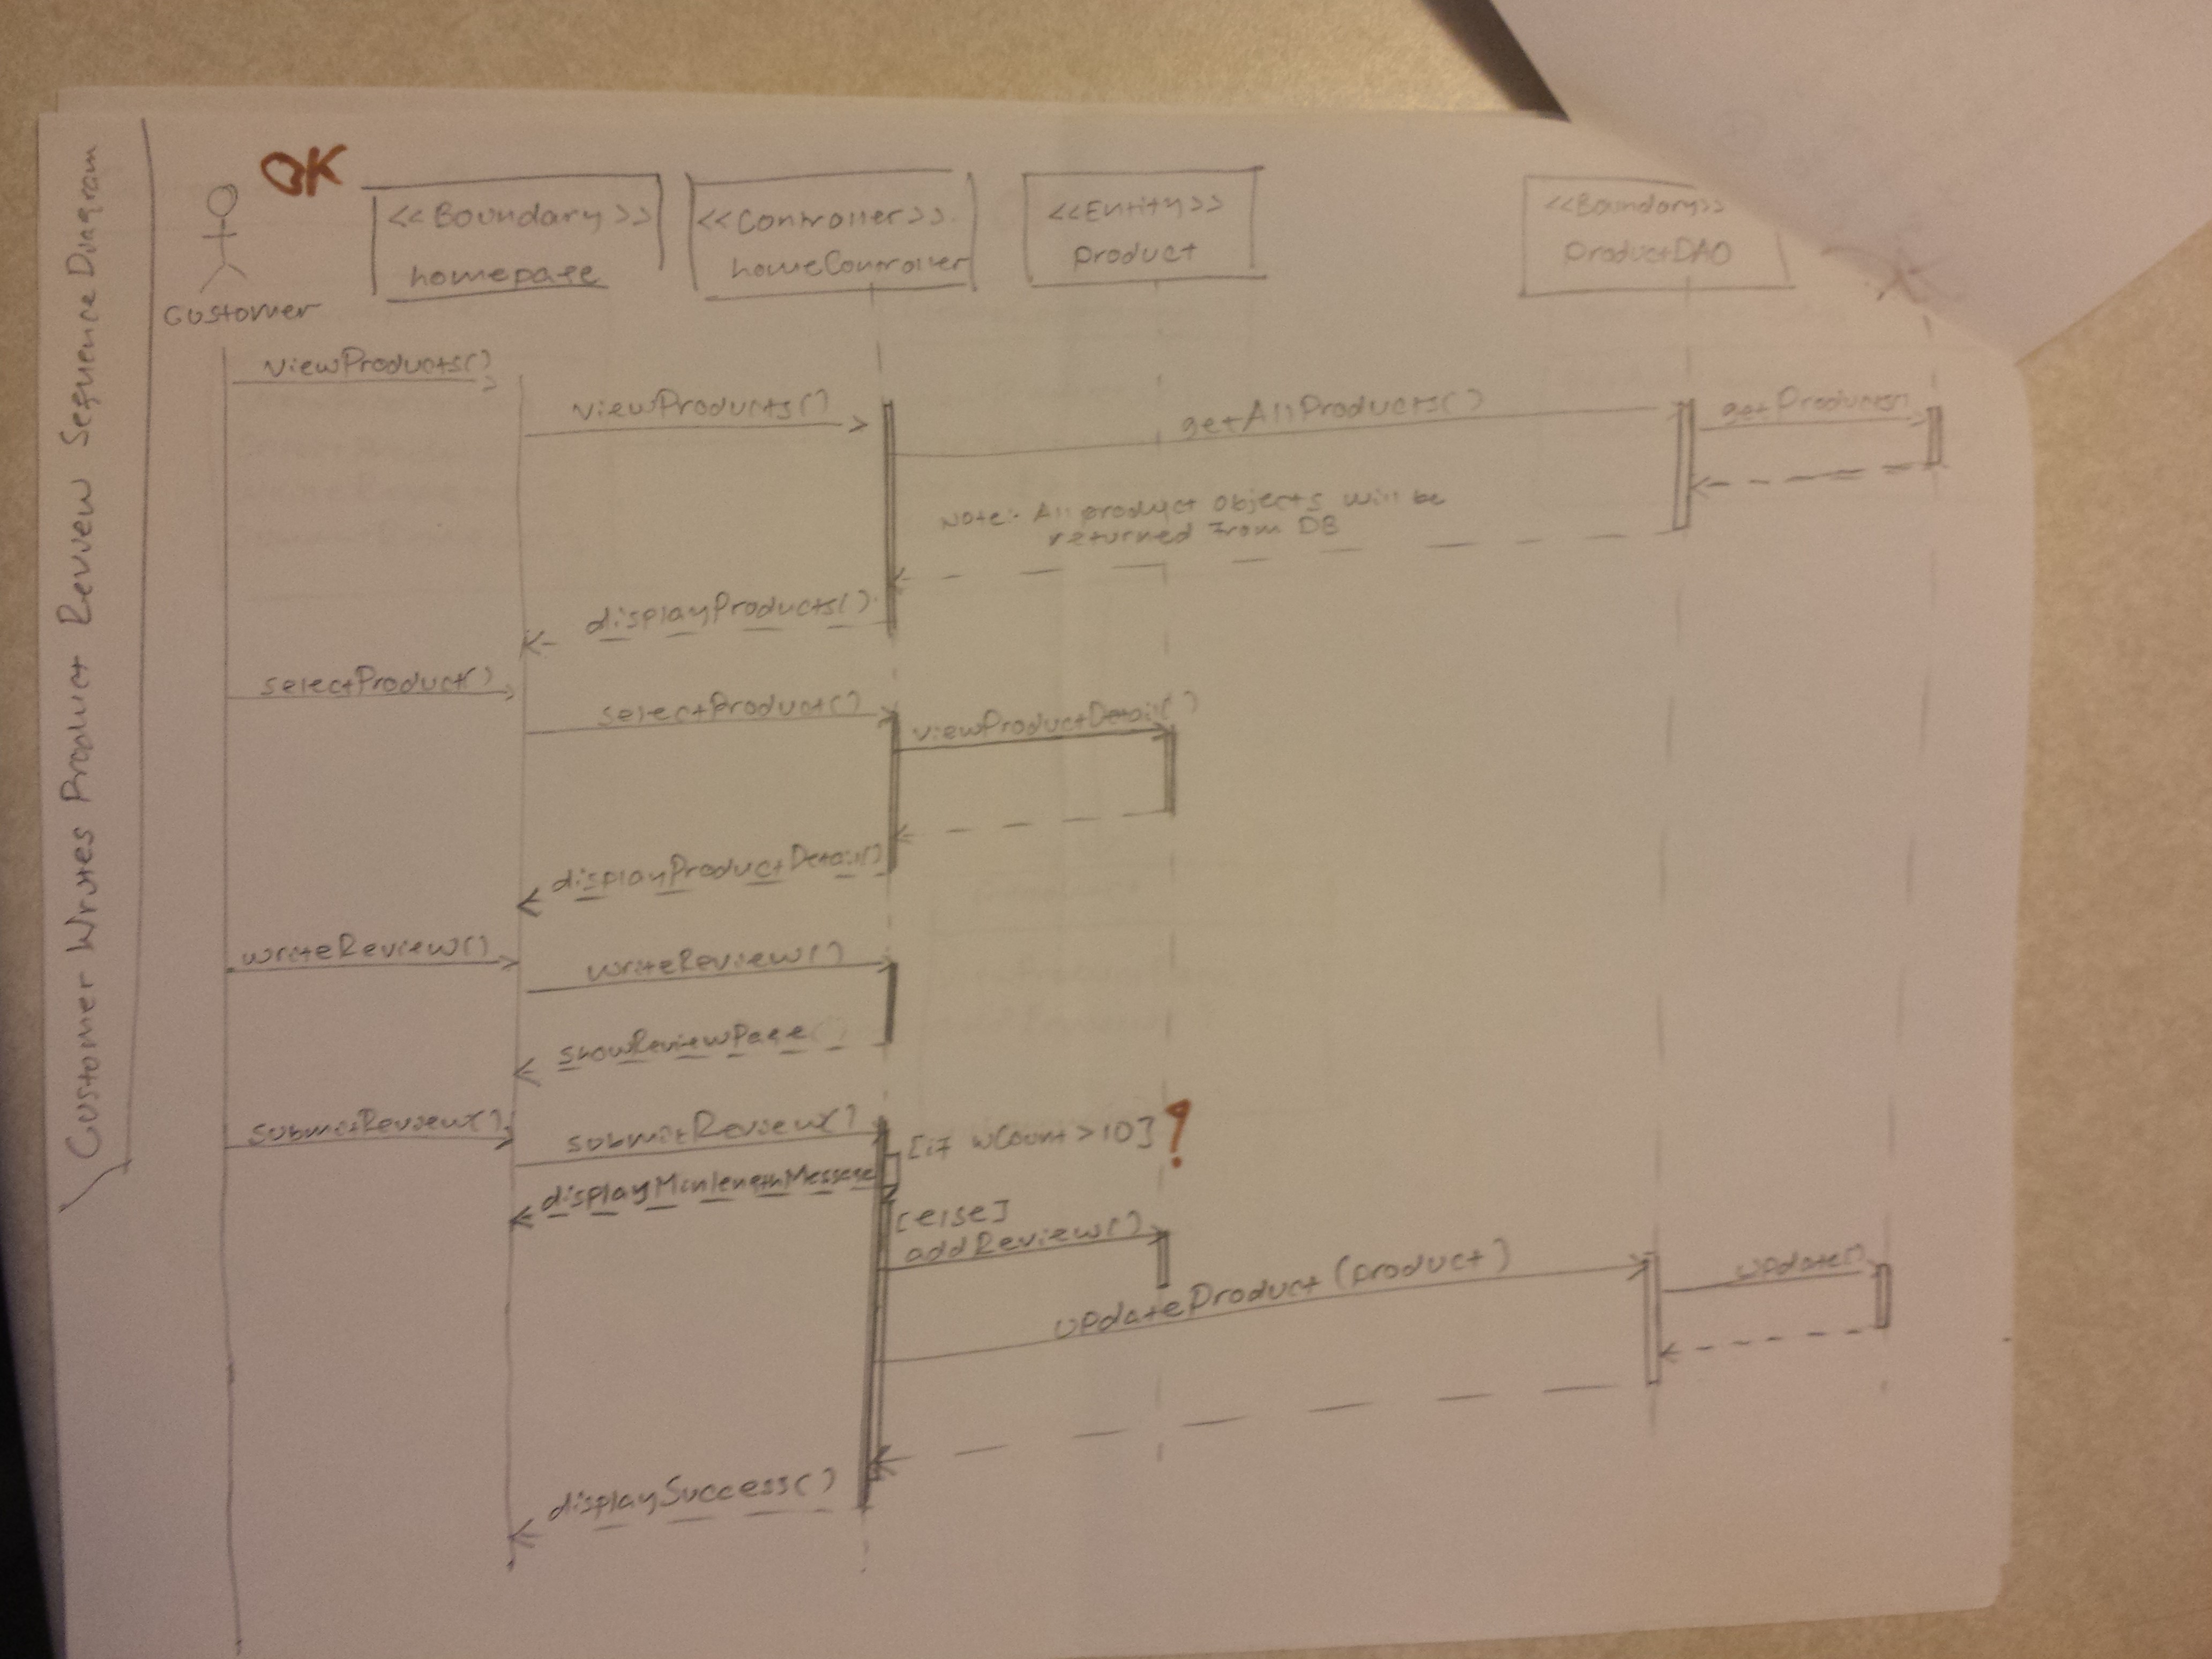 Customer Writes Product Review Sequence Diagram
OK
Customer
<<Boundary>>
homepage
<<Controller>>
homeController
<<Entity>>
product
<<Boundary>>
ProductDAO
viewProducts()
viewProducts()
getAllProducts()
getProducts()
Note:- All product objects will be
returned from DB
displayProducts()
selectProduct()
selectProduct()
viewProductDetail()
displayProductDetail()
writeReview()
writeReview()
showReviewPage()
submitReview()
submitReview()
[if wCount >10] ?
displayMinlengthMessage
[else]
addReview()
updateProduct (product)
update()
displaySuccess()